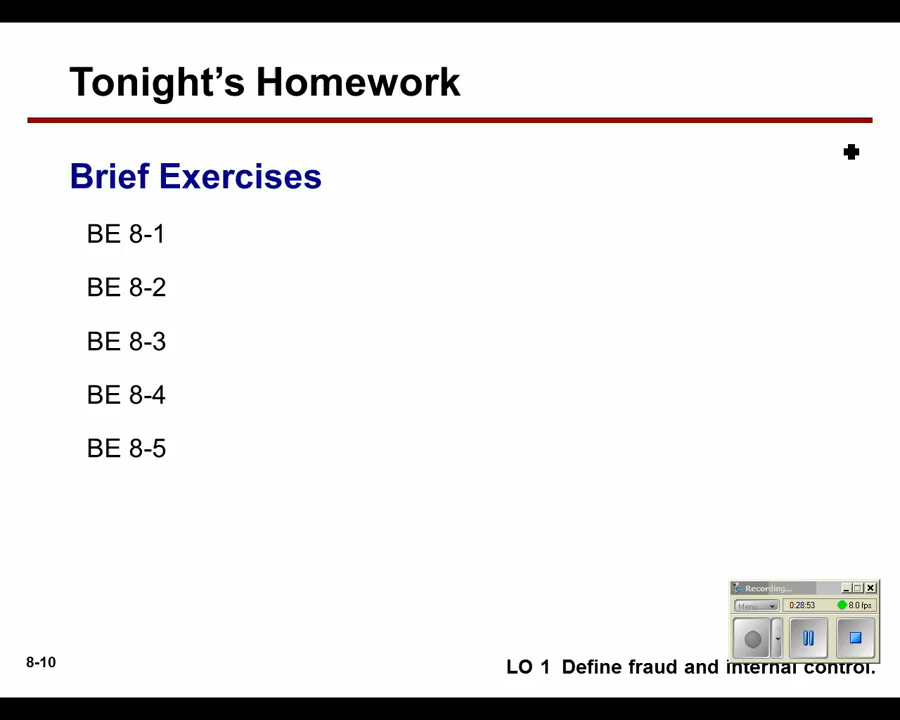 Tonight’s Homework
Brief Exercises
BE 8-1
BE 8-2
BE 8-3
BE 8-4
BE 8-5
Recording...
Menu
0:28:53
8.0 fps
8-10
LO 1 Define fraud and internal control.